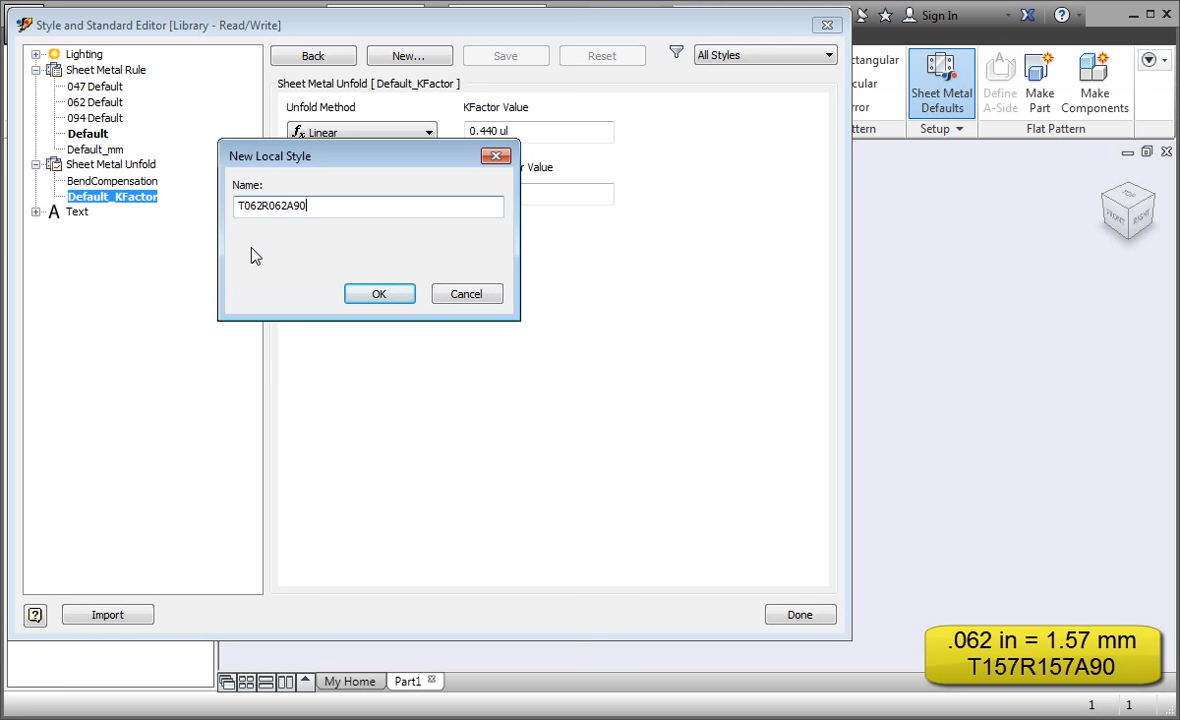 Style and Standard Editor [Library - Read/Write]
Sign In
Lighting
Sheet Metal Rule
047 Default
062 Default
094 Default
Default
Default_mm
Sheet Metal Unfold
BendCompensation
Default_KFactor
Text
Back
New...
Save
Reset
All Styles
Sheet Metal Unfold [ Default_KFactor ]
Unfold Method
KFactor Value
fx Linear
0.440 ul
Value
New Local Style
Name:
T062R062A90
OK
Cancel
Import
Done
ctangular
cular
rror
ttern
Sheet Metal
Defaults
Define
A-Side
Make
Part
Make
Components
Setup
Flat Pattern
TOP
FRONT
RIGHT
My Home
Part1
.062 in = 1.57 mm
T157R157A90
1
1